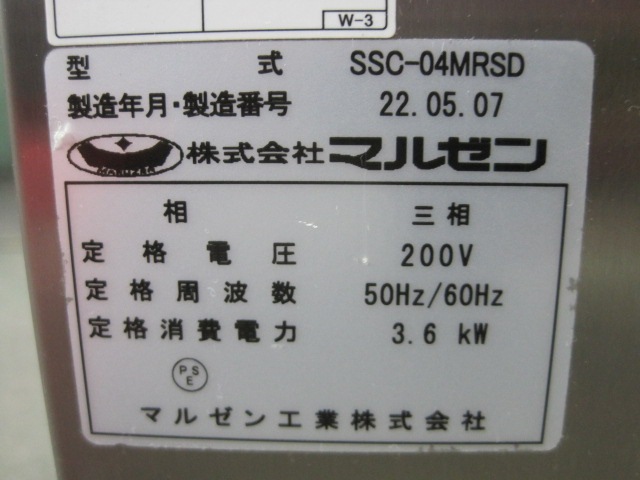 W-3
型式 SSC-04MRSD
製造年月・製造番号 22.05.07
MARUZEN 株式会社 マルゼン
相 三相
定格電圧 200V
定格周波数 50Hz/60Hz
定格消費電力 3.6 kW
PS
E
マルゼン工業株式会社